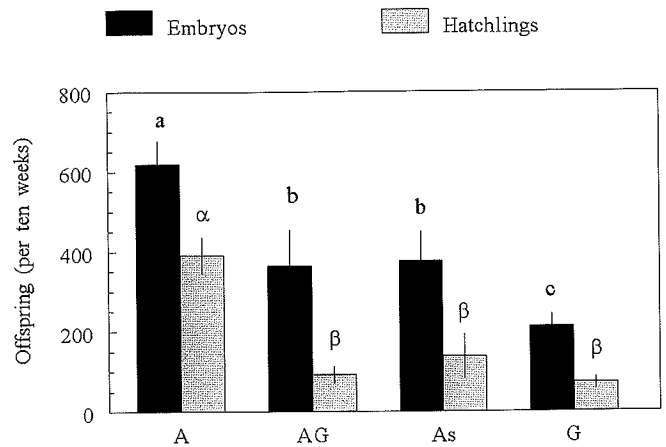 Embryos Hatchlings
800
a
600
α
b b
400
c
β β
200 β
0
A AG As G
Offspring (per ten weeks)